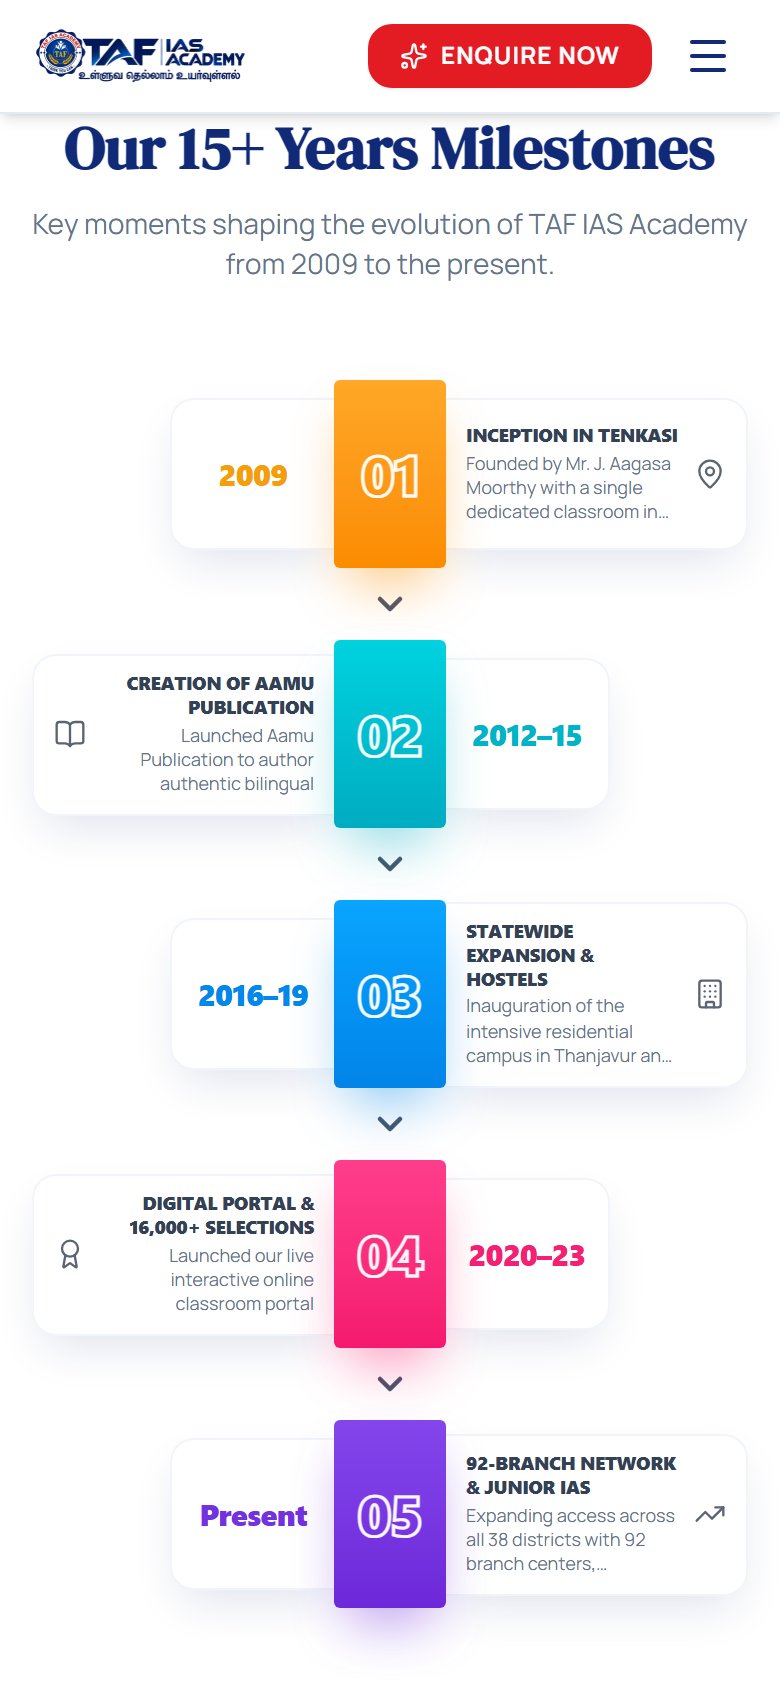 TAF IAS ACADEMY
உள்ளுவ தெல்லாம் உயர்வுள்ளல்
ENQUIRE NOW
Our 15+ Years Milestones
Key moments shaping the evolution of TAF IAS Academy
from 2009 to the present.
2009
01
INCEPTION IN TENKASI
Founded by Mr. J. Aagasa
Moorthy with a single
dedicated classroom in...
CREATION OF AAMU
PUBLICATION
Launched Aamu
Publication to author
authentic bilingual
02
2012–15
2016–19
03
STATEWIDE
EXPANSION &
HOSTELS
Inauguration of the
intensive residential
campus in Thanjavur an...
DIGITAL PORTAL &
16,000+ SELECTIONS
Launched our live
interactive online
classroom portal
04
2020–23
Present
05
92-BRANCH NETWORK
& JUNIOR IAS
Expanding access across
all 38 districts with 92
branch centers,...